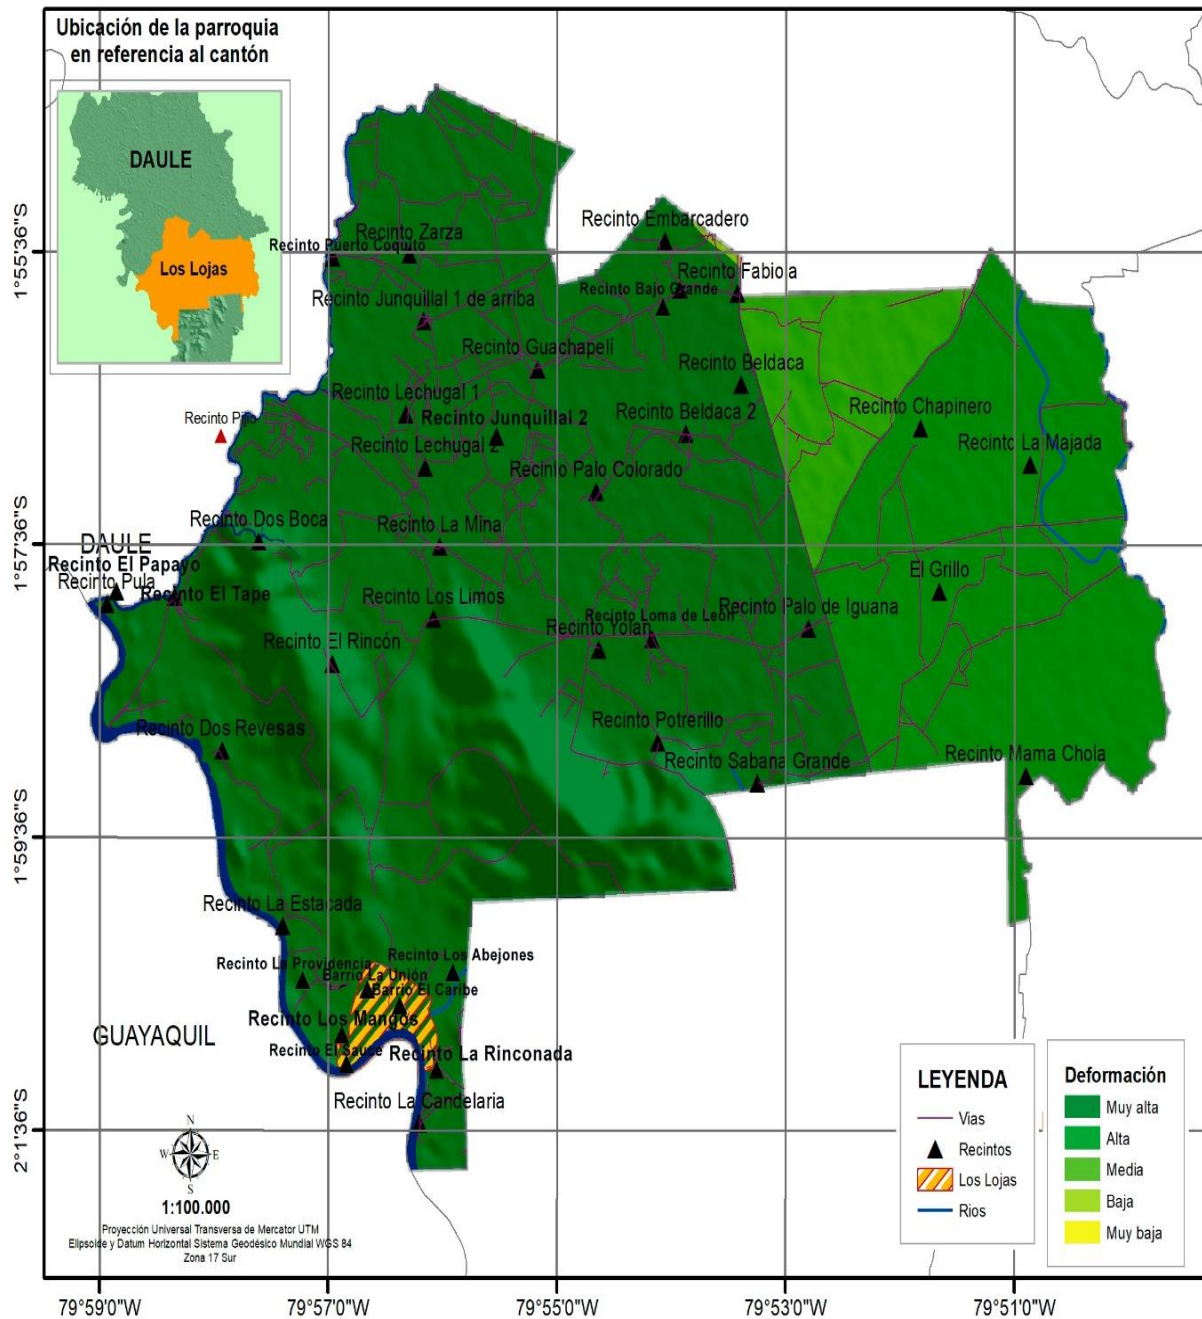 Ubicación de la parroquia
en referencia al cantón
DAULE
Los Lojas
1°55'36"S
1°57'36"S
1°59'36"S
2°1'36"S
Recinto Embarcadero
Recinto Zarza
Recinto Puerto Coquito
Recinto Fabiola
Recinto Bajo Grande
Recinto Junquillal 1 de arriba
Recinto Guachapelí
Recinto Beldaca
Recinto Lechugal 1
Recinto Junquillal 2
Recinto Beldaca 2
Recinto Chapinero
Recinto Pijio
Recinto Lechugal 2
Recinto La Majada
Recinto Palo Colorado
Recinto Dos Boca
Recinto La Mina
DAULE
Recinto El Papayo
Recinto Pula
Recinto El Tape
El Grillo
Recinto Los Limos
Recinto Palo de Iguana
Recinto Loma de León
Recinto Yolan
Recinto El Rincón
Recinto Dos Revesas
Recinto Potrerillo
Recinto Sabana Grande
Recinto Mama Chola
Recinto La Estacada
Recinto Los Abejones
Recinto La Providencia
Barrio La Unión
Barrio El Caribe
GUAYAQUIL
Recinto Los Mangos
Recinto El Sauce
Recinto La Rinconada
Recinto La Candelaria
N
W
E
S
1:100.000
Proyección Universal Transversa de Mercator UTM
Elipsoide y Datum Horizontal Sistema Geodésico Mundial WGS 84
Zona 17 Sur
LEYENDA
Vias
Recintos
Los Lojas
Rios
Deformación
Muy alta
Alta
Media
Baja
Muy baja
79°59'0"W
79°57'0"W
79°55'0"W
79°53'0"W
79°51'0"W